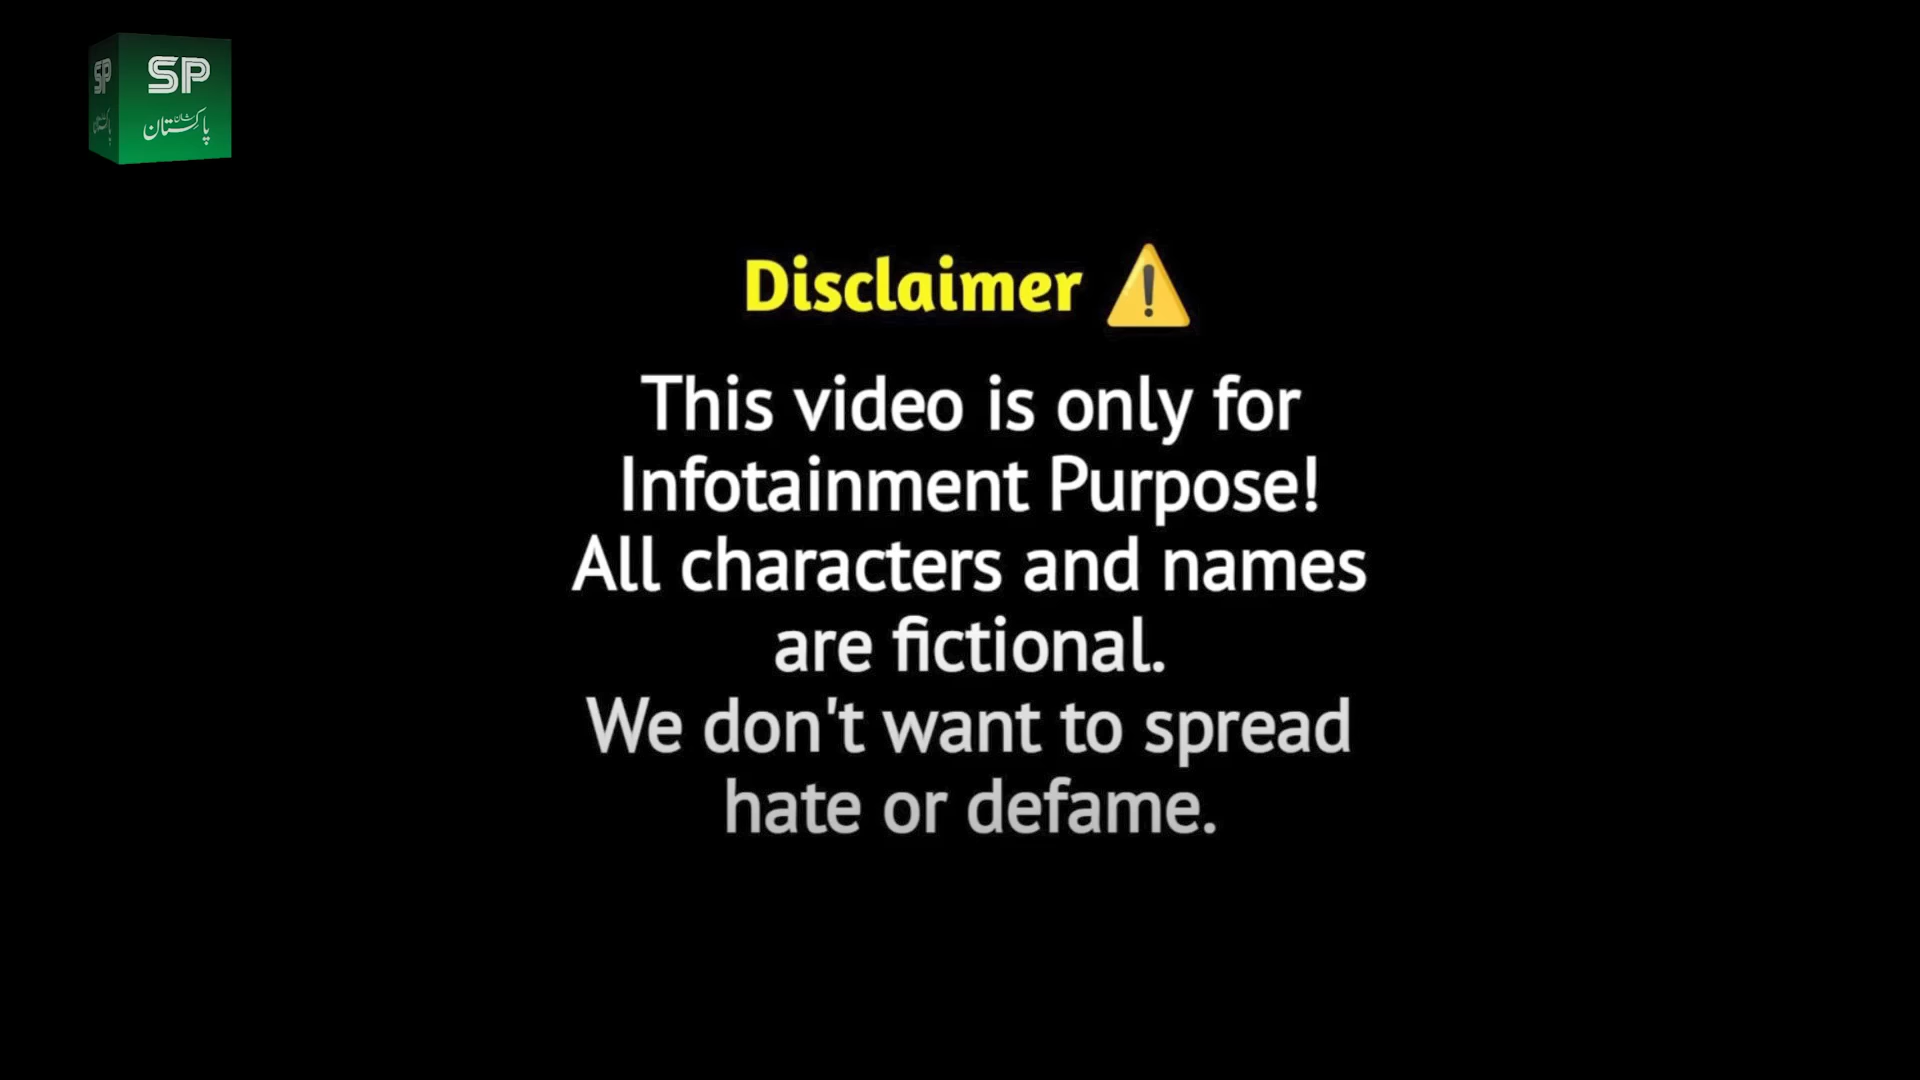 SP
شان پاکستان
Disclaimer ⚠️
This video is only for
Infotainment Purpose!
All characters and names
are fictional.
We don't want to spread
hate or defame.